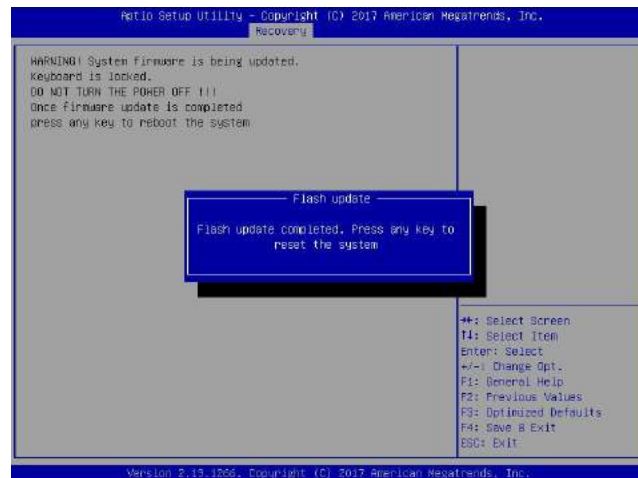 Aptio Setup Utility - Copyright (C) 2017 American Megatrends, Inc.
Recovery
WARNING! System firmware is being updated.
Keyboard is locked.
DO NOT TURN THE POWER OFF !!!
Once firmware update is completed
press any key to reboot the system
Flash update
Flash update completed. Press any key to
reset the system
→←: Select Screen
↑↓: Select Item
Enter: Select
+/-: Change Opt.
F1: General Help
F2: Previous Values
F3: Optimized Defaults
F4: Save & Exit
ESC: Exit
Version 2.19.1266. Copyright (C) 2017 American Megatrends, Inc.